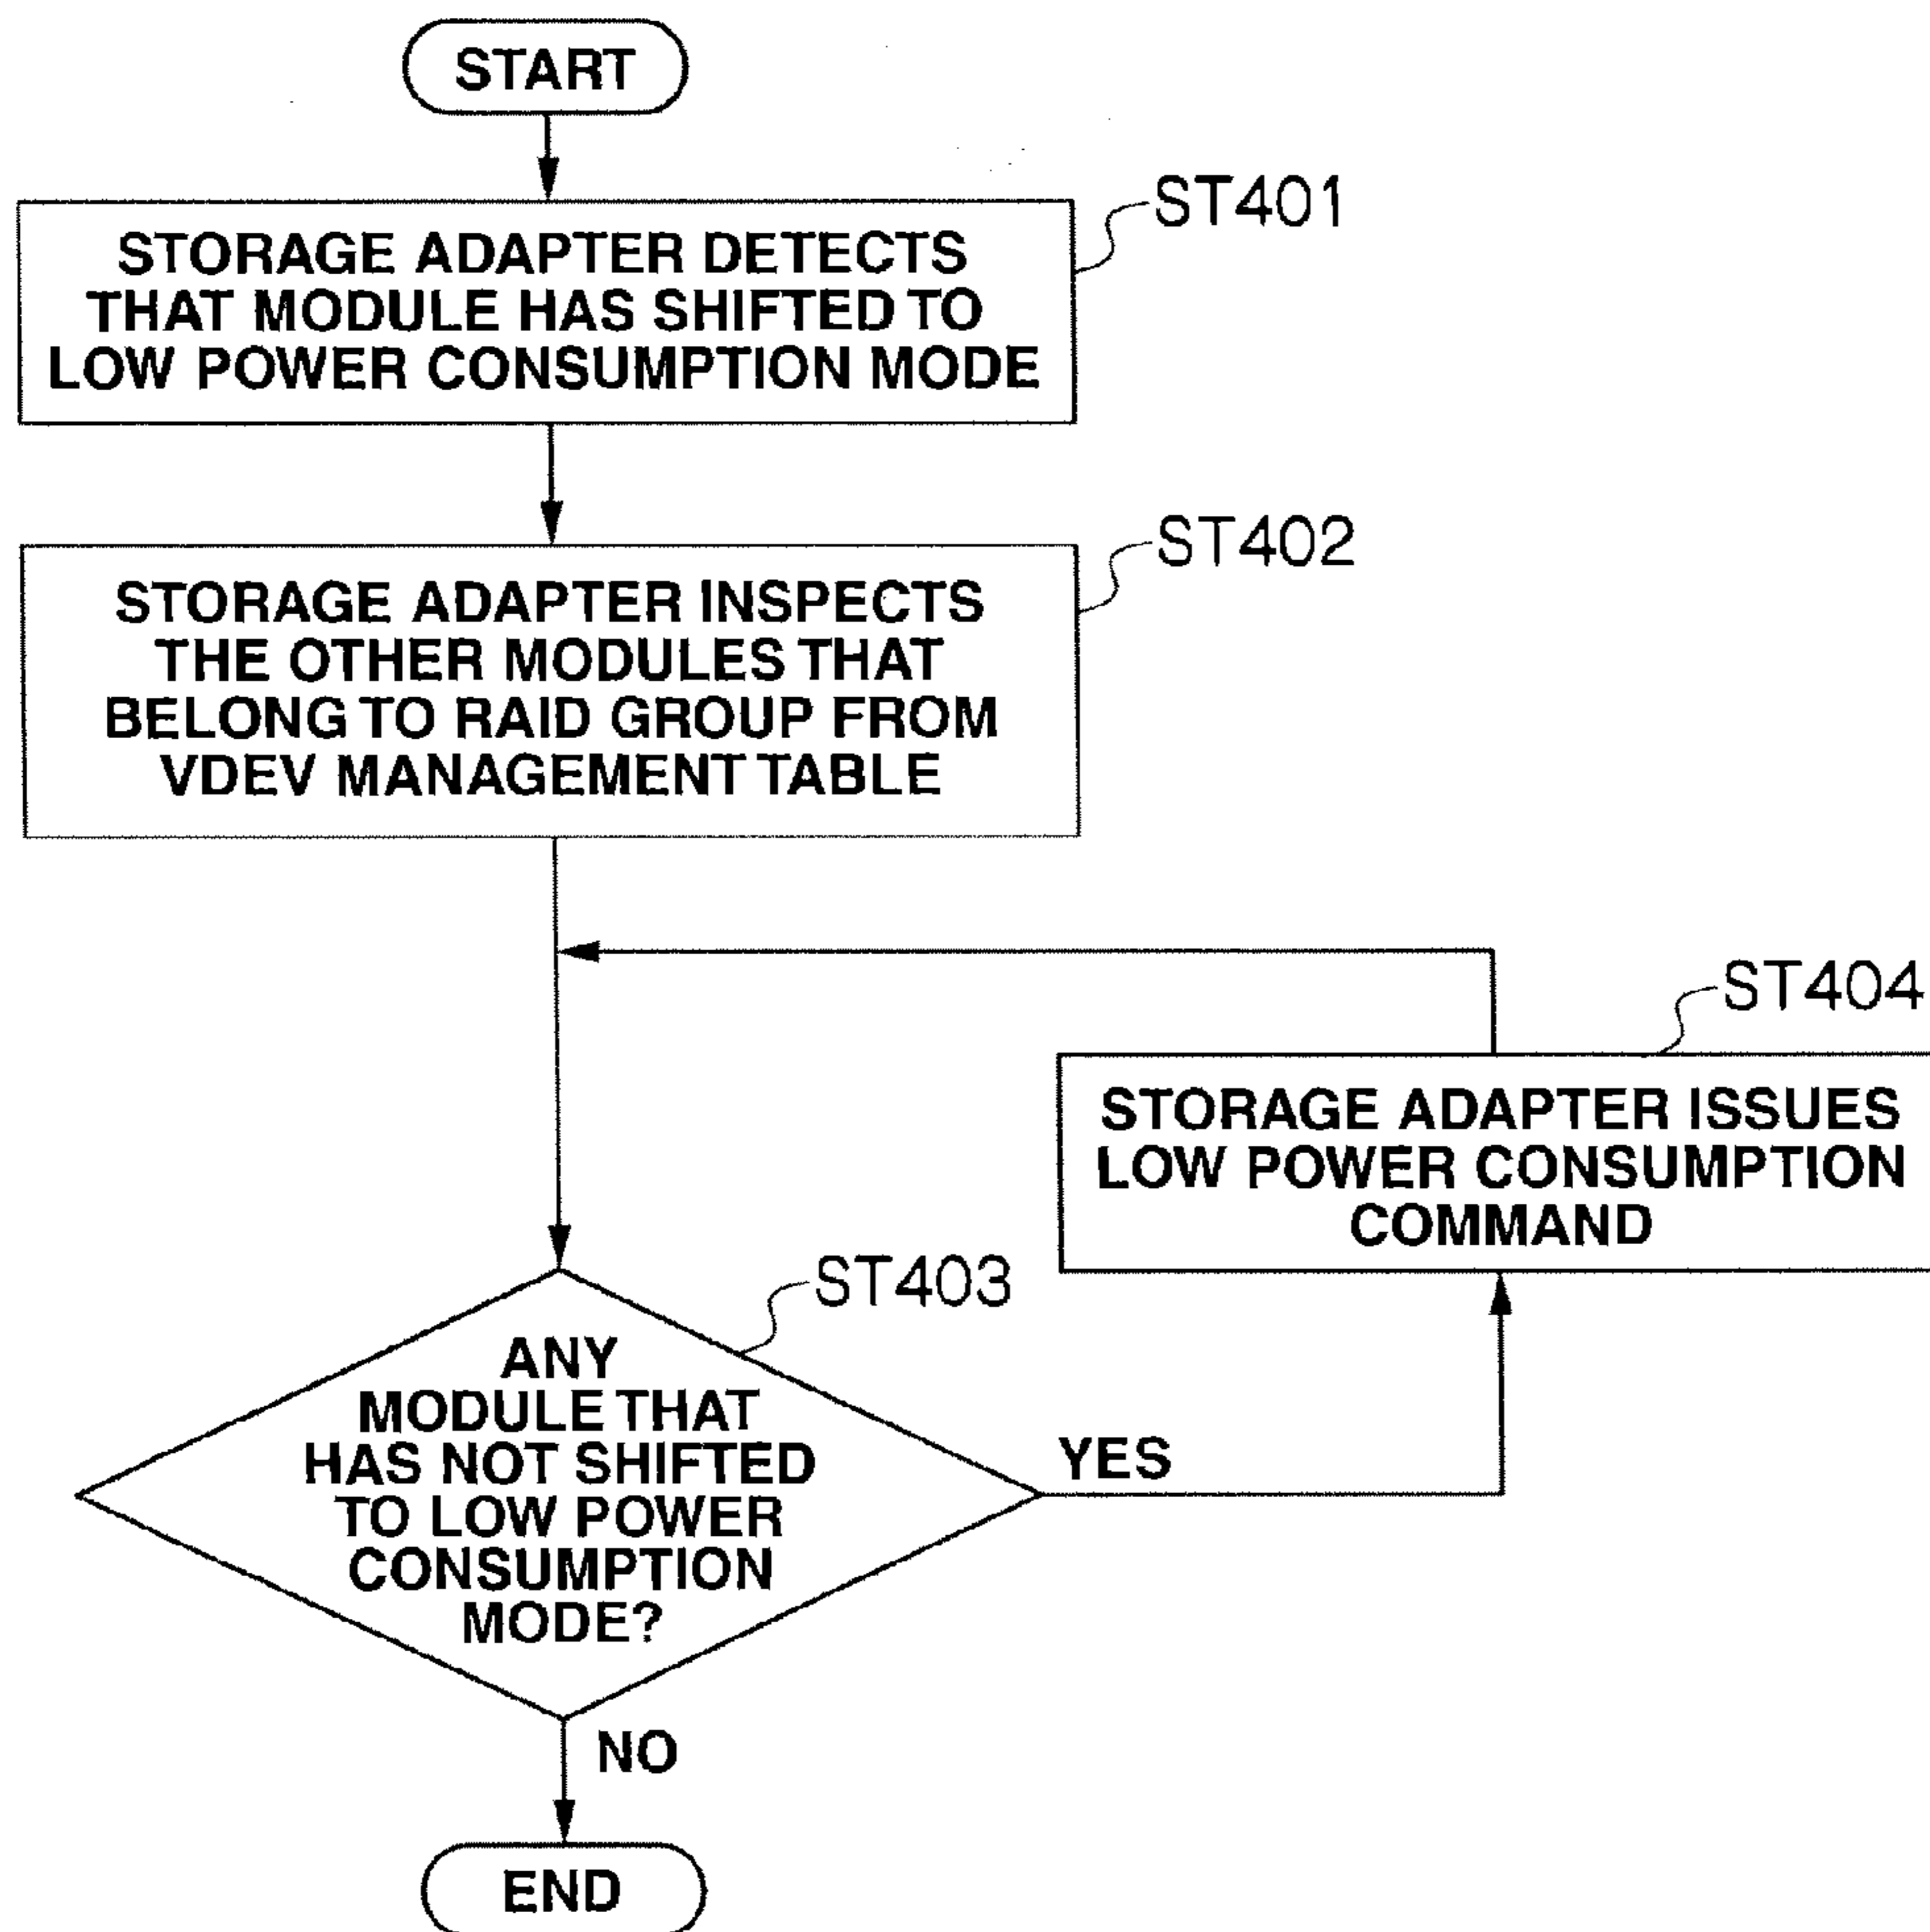 START
ST401
STORAGE ADAPTER DETECTS
THAT MODULE HAS SHIFTED TO
LOW POWER CONSUMPTION MODE
ST402
STORAGE ADAPTER INSPECTS
THE OTHER MODULES THAT
BELONG TO RAID GROUP FROM
VDEV MANAGEMENT TABLE
ST404
STORAGE ADAPTER ISSUES
LOW POWER CONSUMPTION
COMMAND
ST403
ANY
MODULE THAT
HAS NOT SHIFTED
TO LOW POWER
CONSUMPTION
MODE?
YES
NO
END